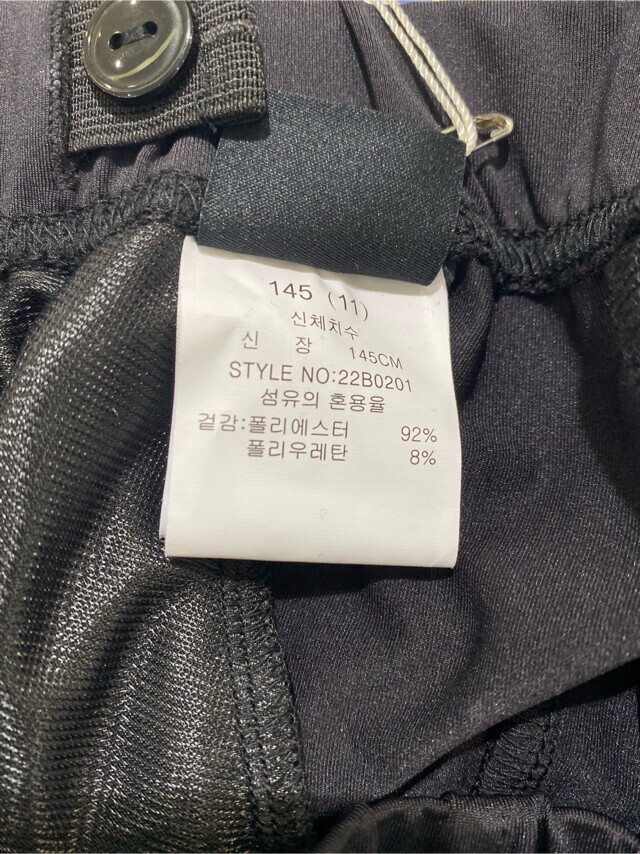 145 (11)
신체치수
신 장 145CM
STYLE NO:22B0201
섬유의 혼용율
겉감:폴리에스터 92%
폴리우레탄 8%